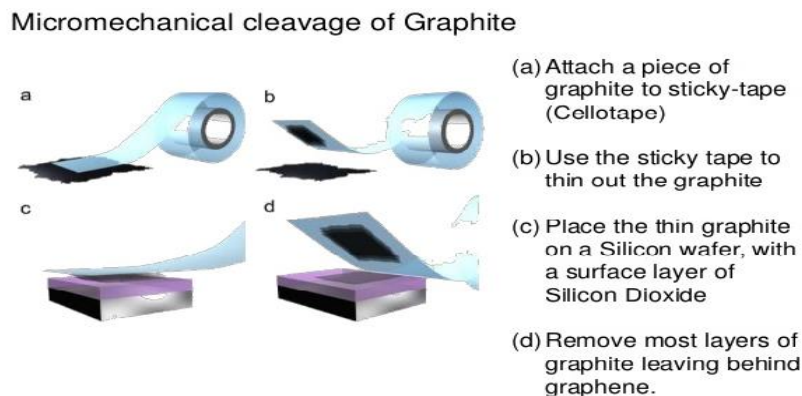 Micromechanical cleavage of Graphite
a
b
c
d
(a) Attach a piece of
graphite to sticky-tape
(Cellotape)
(b) Use the sticky tape to
thin out the graphite
(c) Place the thin graphite
on a Silicon wafer, with
a surface layer of
Silicon Dioxide
(d) Remove most layers of
graphite leaving behind
graphene.